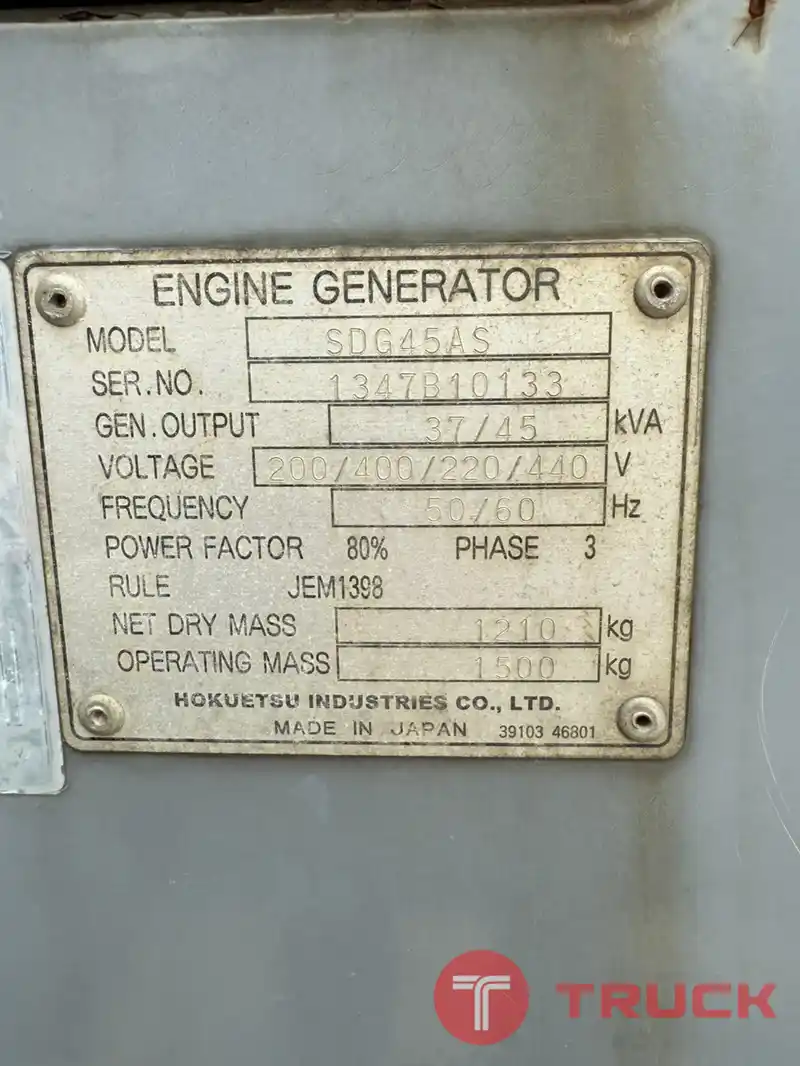 ENGINE GENERATOR
MODEL SDG45AS
SER.NO. 1347B10133
GEN.OUTPUT 37/45 kVA
VOLTAGE 200/400/220/440 V
FREQUENCY 50/60 Hz
POWER FACTOR 80% PHASE 3
RULE JEM1398
NET DRY MASS 1210 kg
OPERATING MASS 1500 kg
HOKUETSU INDUSTRIES CO., LTD.
MADE IN JAPAN 39103 46801
T TRUCK